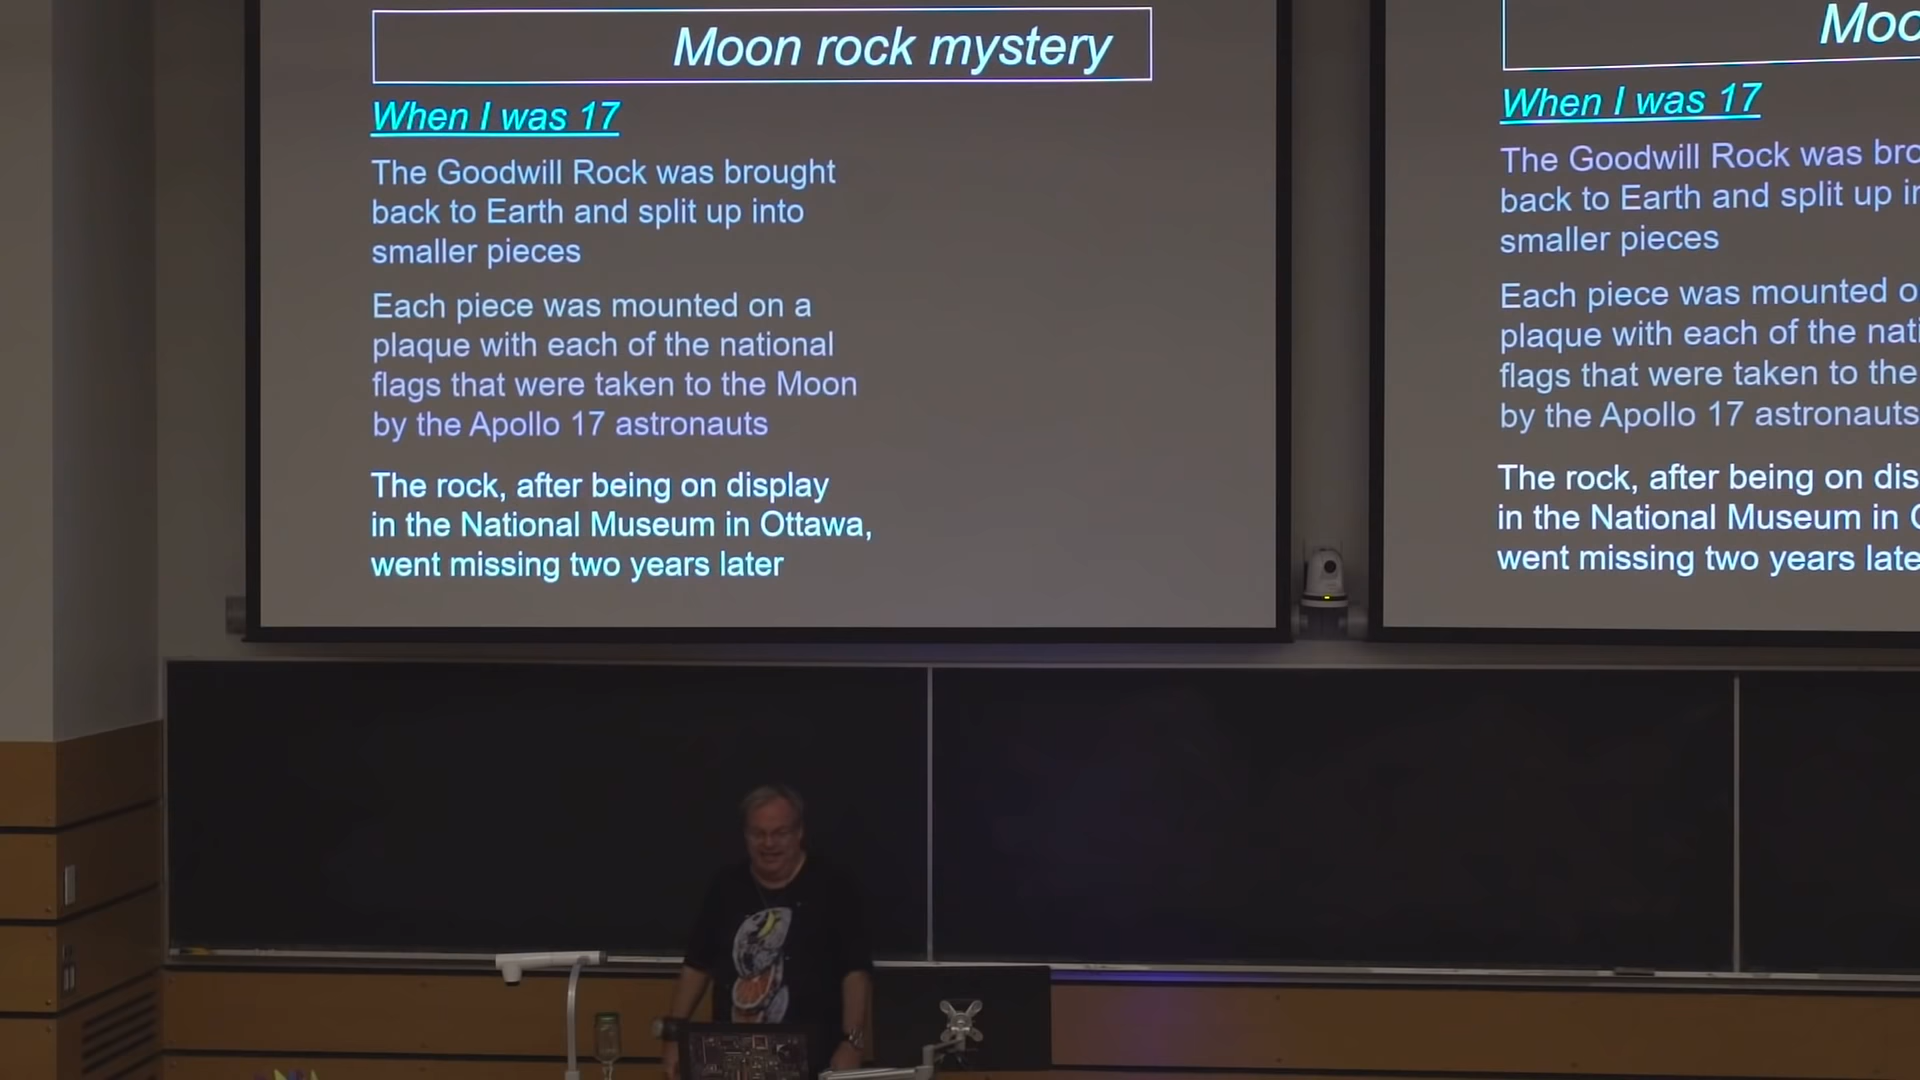 Moon rock mystery
When I was 17
The Goodwill Rock was brought
back to Earth and split up into
smaller pieces
Each piece was mounted on a
plaque with each of the national
flags that were taken to the Moon
by the Apollo 17 astronauts
The rock, after being on display
in the National Museum in Ottawa,
went missing two years later
Moo
When I was 17
The Goodwill Rock was bro
back to Earth and split up in
smaller pieces
Each piece was mounted o
plaque with each of the nati
flags that were taken to the
by the Apollo 17 astronauts
The rock, after being on dis
in the National Museum in O
went missing two years late